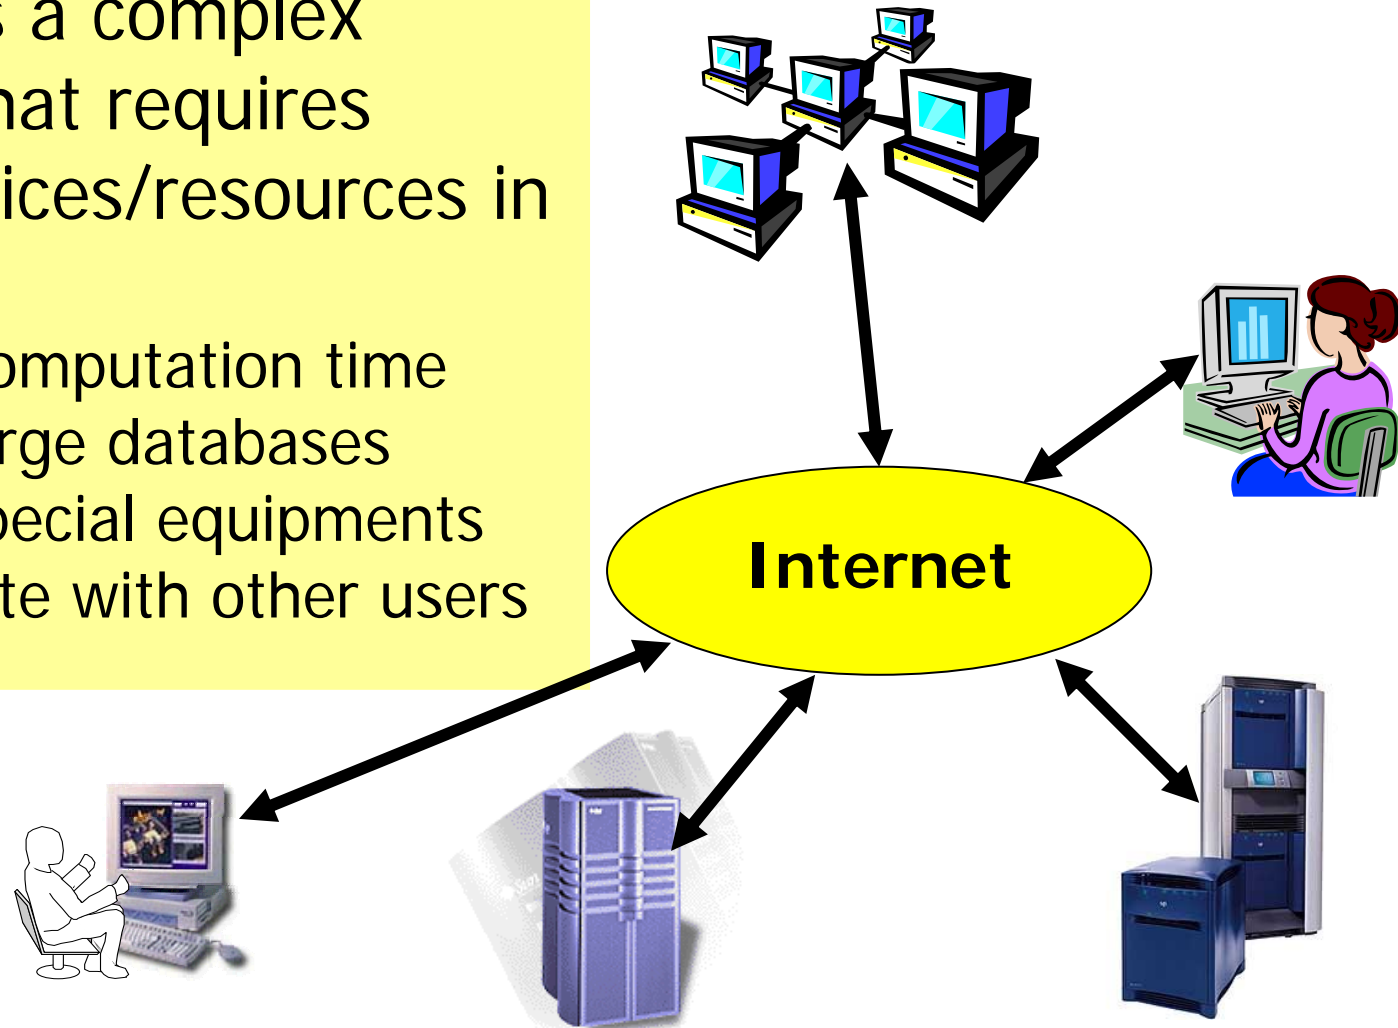 s a complex
hat requires
ices/resources in
omputation time
rge databases
pecial equipments
te with other users
Internet